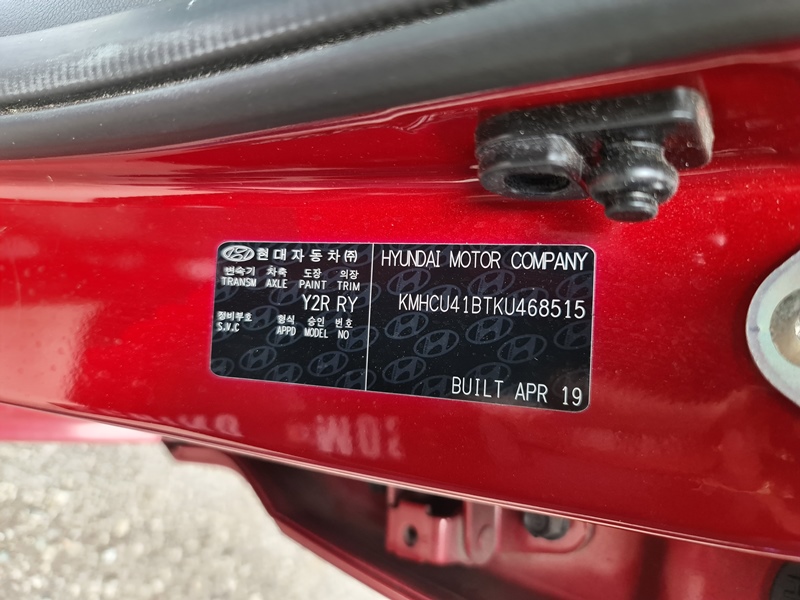 현대자동차㈜
변속기 차축 도장 의장
TRANSM AXLE PAINT TRIM
Y2R RY
정비부호 형식 승인 번호
S.V.C APPD MODEL NO
HYUNDAI MOTOR COMPANY
KMHCU41BTKU468515
BUILT APR 19